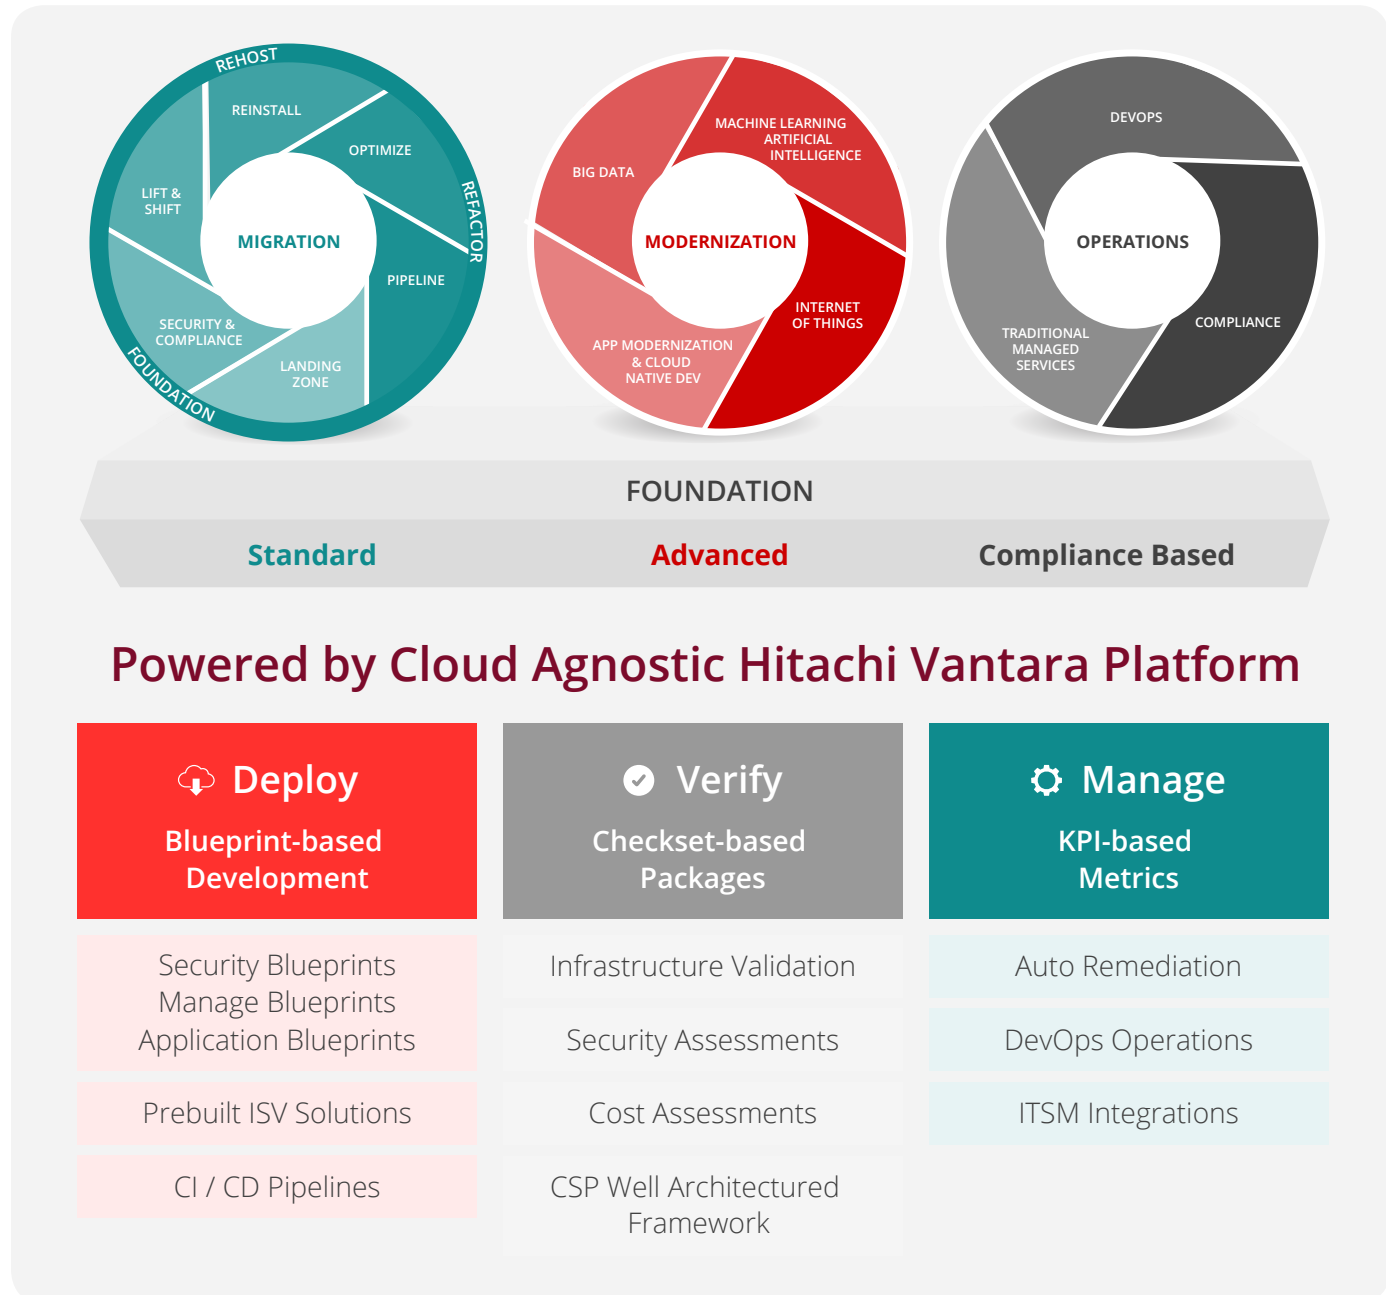 REHOST
REINSTALL
OPTIMIZE
LIFT &
SHIFT
REFACTOR
MIGRATION
PIPELINE
SECURITY &
COMPLIANCE
LANDING
ZONE
FOUNDATION
MACHINE LEARNING
ARTIFICIAL
INTELLIGENCE
BIG DATA
MODERNIZATION
INTERNET
OF THINGS
APP MODERNIZATION
& CLOUD
NATIVE DEV
DEVOPS
OPERATIONS
COMPLIANCE
TRADITIONAL
MANAGED
SERVICES
FOUNDATION
Standard
Advanced
Compliance Based
Powered by Cloud Agnostic Hitachi Vantara Platform
Deploy
Blueprint-based
Development
Security Blueprints
Manage Blueprints
Application Blueprints
Prebuilt ISV Solutions
CI / CD Pipelines
Verify
Checkset-based
Packages
Infrastructure Validation
Security Assessments
Cost Assessments
CSP Well Architectured
Framework
Manage
KPI-based
Metrics
Auto Remediation
DevOps Operations
ITSM Integrations